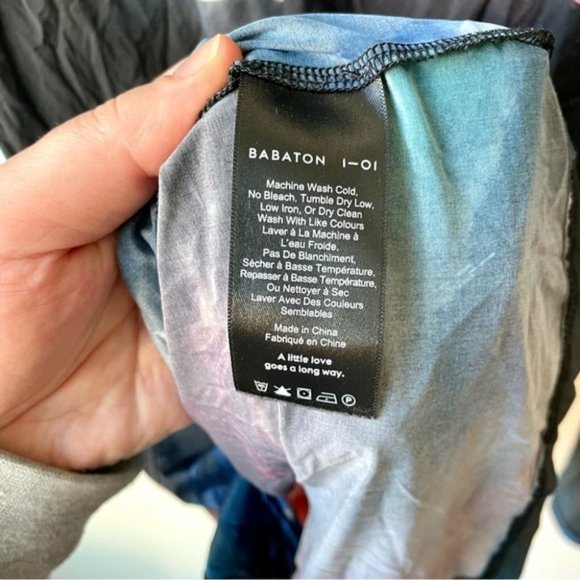 BABATON 1–01
Machine Wash Cold,
No Bleach, Tumble Dry Low,
Low Iron, Or Dry Clean
Wash With Like Colours
Laver à La Machine à
L'eau Froide,
Pas De Blanchiment,
Sécher à Basse Température,
Repasser à Basse Température,
Ou Nettoyer à Sec
Laver Avec Des Couleurs
Semblables
Made in China
Fabriqué en Chine
A little love
goes a long way.
P